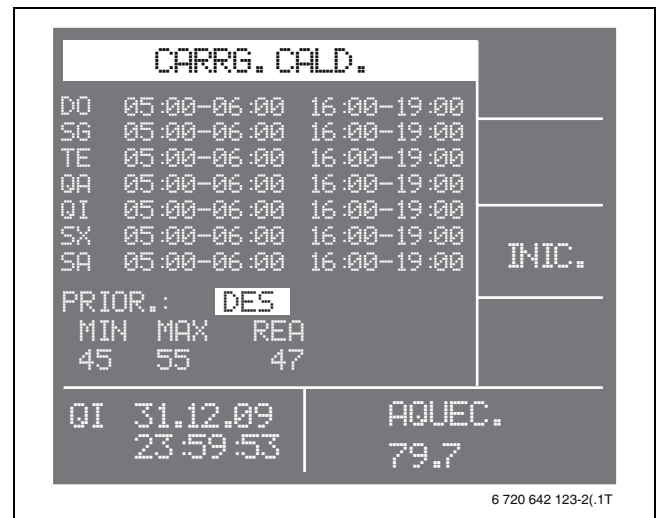 CARRG. CALD.
DO 05:00-06:00 16:00-19:00
SG 05:00-06:00 16:00-19:00
TE 05:00-06:00 16:00-19:00
QA 05:00-06:00 16:00-19:00
QI 05:00-06:00 16:00-19:00
SX 05:00-06:00 16:00-19:00
SA 05:00-06:00 16:00-19:00
INIC.
PRIOR.: DES
MIN MAX REA
45 55 47
QI 31.12.09
23:59:53
AQUEC.
79.7
6 720 642 123-2(.1T